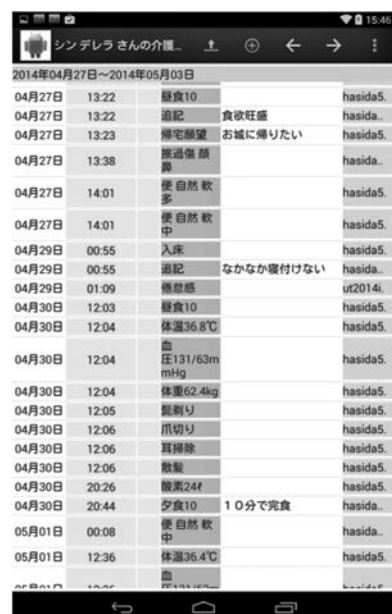 15:46
シン デレラ さんの介護...
2014年04月27日~2014年05月03日
04月27日 13:22 昼食10 hasida5.
04月27日 13:22 追記 食欲旺盛 hasida..
04月27日 13:23 帰宅願望 お城に帰りたい hasida5.
04月27日 13:38 擦過傷 顔 hasida..
鼻
04月27日 14:01 便 自然 軟 hasida5.
多
04月27日 14:01 便 自然 軟 hasida5.
中
04月29日 00:55 入床 hasida5.
04月29日 00:55 追記 なかなか寝付けない hasida..
04月29日 01:09 倦怠感 ut2014i.
04月30日 12:03 昼食10 hasida5.
04月30日 12:04 体温36.8℃ hasida5.
04月30日 12:04 血 hasida5.
圧131/63m
mHg
04月30日 12:04 体重62.4kg hasida5.
04月30日 12:05 髭剃り hasida5.
04月30日 12:06 爪切り hasida5.
04月30日 12:06 耳掃除 hasida5.
04月30日 12:06 散髪 hasida5.
04月30日 20:26 酸素24ℓ hasida5.
04月30日 20:44 夕食10 10分で完食 hasida..
05月01日 00:08 便 自然 軟 hasida..
中
05月01日 12:36 体温36.4℃ hasida5.
血